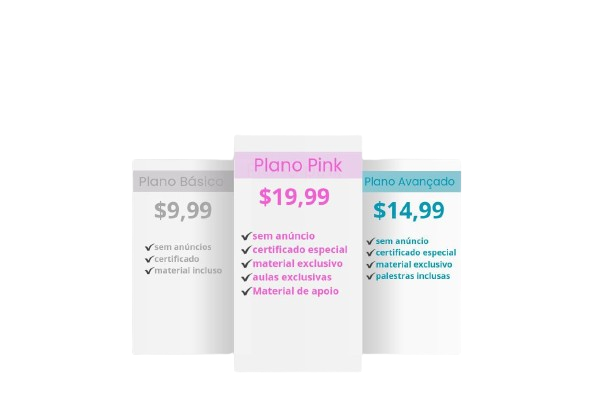 Plano Básico
$9,99
sem anúncies
certificado
material incluso
Plano Pink
$19,99
sem anúncio
certificado especial
material exclusivo
aulas exclusivas
Material de apoio
Plano Avançado
$14,99
sem anúncio
certificado especial
material exclusivo
palestras inclusas